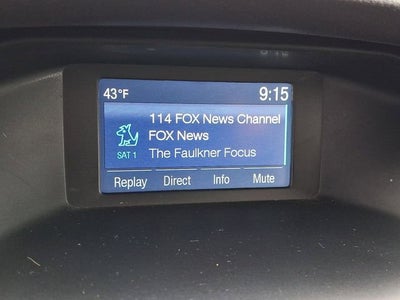 43°F 9:15
114 FOX News Channel
FOX News
SAT 1 The Faulkner Focus
Replay Direct Info Mute